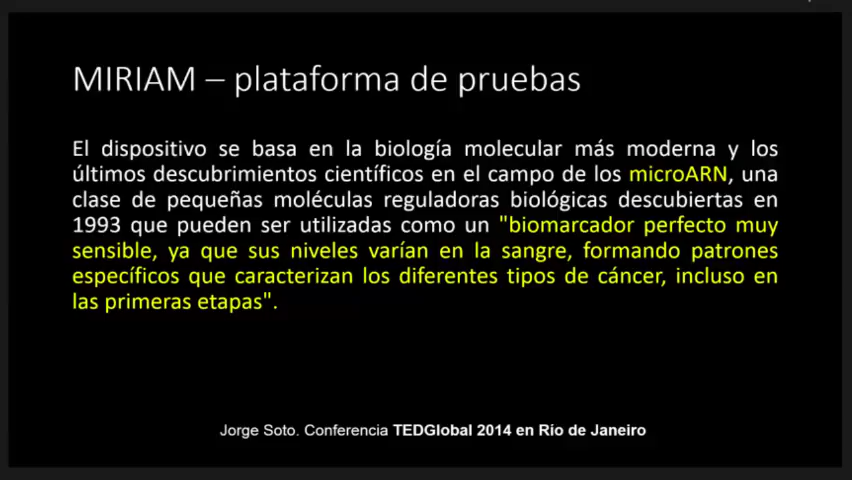 MIRIAM – plataforma de pruebas
El dispositivo se basa en la biología molecular más moderna y los
últimos descubrimientos científicos en el campo de los microARN, una
clase de pequeñas moléculas reguladoras biológicas descubiertas en
1993 que pueden ser utilizadas como un "biomarcador perfecto muy
sensible, ya que sus niveles varían en la sangre, formando patrones
específicos que caracterizan los diferentes tipos de cáncer, incluso en
las primeras etapas".
Jorge Soto. Conferencia TEDGlobal 2014 en Río de Janeiro